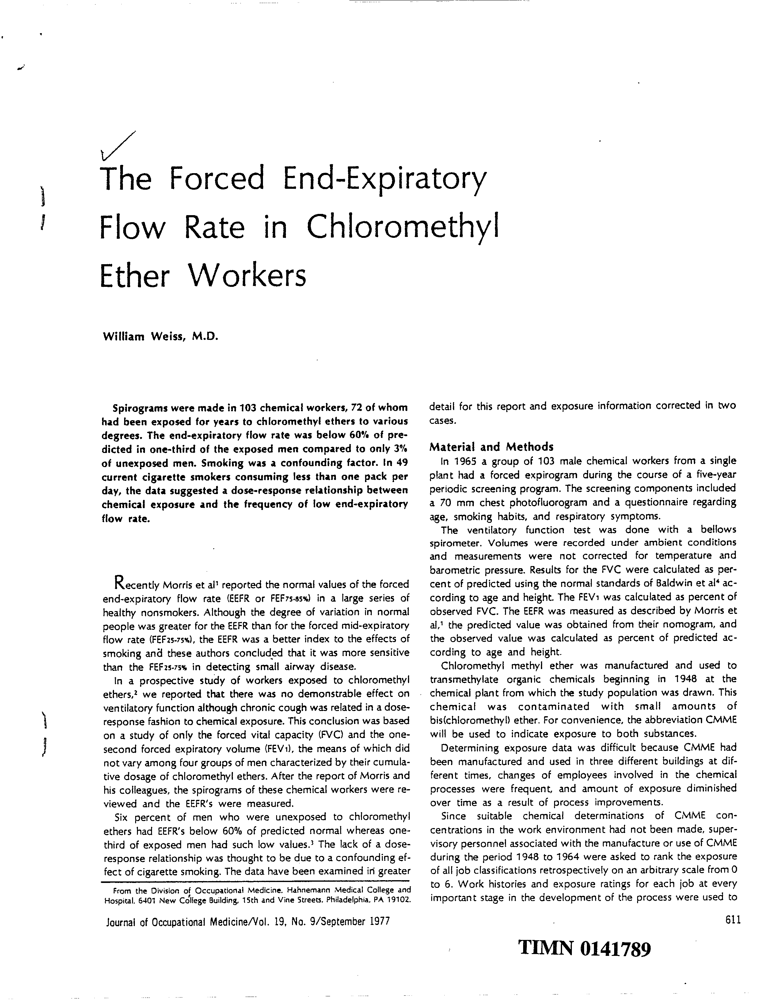 The Forced End-Expiratory
Flow Rate in Chloromethyl
Ether Workers
William Weiss, M.D.
Spirograms were made in 103 chemical workers, 72 of whom
had been exposed for years to chloromethyl ethers to various
degrees. The end-expiratory flow rate was below 60% of pre-
dicted in one-third of the exposed men compared to only 3%
of unexposed men. Smoking was a confounding factor. In 49
current cigarette smokers consuming less than one pack per
day, the data suggested a dose-response relationship between
chemical exposure and the frequency of low end-expiratory
flow rate.
Recently Morris et al¹ reported the normal values of the forced
end-expiratory flow rate (EEFR or FEF75-85%) in a large series of
healthy nonsmokers. Although the degree of variation in normal
people was greater for the EEFR than for the forced mid-expiratory
flow rate (FEF25-75%), the EEFR was a better index to the effects of
smoking and these authors concluded that it was more sensitive
than the FEF25-75% in detecting small airway disease.
In a prospective study of workers exposed to chloromethyl
ethers,² we reported that there was no demonstrable effect on
ventilatory function although chronic cough was related in a dose-
response fashion to chemical exposure. This conclusion was based
on a study of only the forced vital capacity (FVC) and the one-
second forced expiratory volume (FEV1), the means of which did
not vary among four groups of men characterized by their cumula-
tive dosage of chloromethyl ethers. After the report of Morris and
his colleagues, the spirograms of these chemical workers were re-
viewed and the EEFR's were measured.
Six percent of men who were unexposed to chloromethyl
ethers had EEFR's below 60% of predicted normal whereas one-
third of exposed men had such low values.³ The lack of a dose-
response relationship was thought to be due to a confounding ef-
fect of cigarette smoking. The data have been examined in greater
From the Division of Occupational Medicine, Hahnemann Medical College and
Hospital, 6401 New College Building, 15th and Vine Streets, Philadelphia, PA 19102.
Journal of Occupational Medicine/Vol. 19, No. 9/September 1977
detail for this report and exposure information corrected in two
cases.
Material and Methods
In 1965 a group of 103 male chemical workers from a single
plant had a forced expirogram during the course of a five-year
periodic screening program. The screening components included
a 70 mm chest photofluorogram and a questionnaire regarding
age, smoking habits, and respiratory symptoms.
The ventilatory function test was done with a bellows
spirometer. Volumes were recorded under ambient conditions
and measurements were not corrected for temperature and
barometric pressure. Results for the FVC were calculated as per-
cent of predicted using the normal standards of Baldwin et al⁴ ac-
cording to age and height. The FEV1 was calculated as percent of
observed FVC. The EEFR was measured as described by Morris et
al,¹ the predicted value was obtained from their nomogram, and
the observed value was calculated as percent of predicted ac-
cording to age and height.
Chloromethyl methyl ether was manufactured and used to
transmethylate organic chemicals beginning in 1948 at the
chemical plant from which the study population was drawn. This
chemical was contaminated with small amounts of
bis(chloromethyl) ether. For convenience, the abbreviation CMME
will be used to indicate exposure to both substances.
Determining exposure data was difficult because CMME had
been manufactured and used in three different buildings at dif-
ferent times, changes of employees involved in the chemical
processes were frequent, and amount of exposure diminished
over time as a result of process improvements.
Since suitable chemical determinations of CMME con-
centrations in the work environment had not been made, super-
visory personnel associated with the manufacture or use of CMME
during the period 1948 to 1964 were asked to rank the exposure
of all job classifications retrospectively on an arbitrary scale from 0
to 6. Work histories and exposure ratings for each job at every
important stage in the development of the process were used to
611
TIMN 0141789